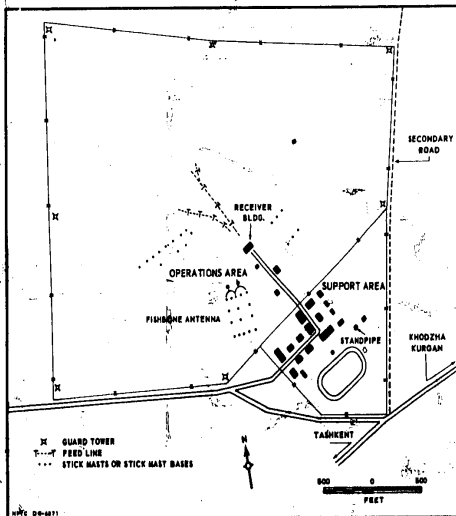 SECONDARY
ROAD
RECEIVER
BLDG.
OPERATIONS AREA
SUPPORT AREA
FISHBONE ANTENNA
STANDPIPE
KHODZHA
KURGAN
TASHKENT
GUARD TOWER
FEED LINE
STICK MASTS OR STICK MAST BASES
N
500 0 500
FEET